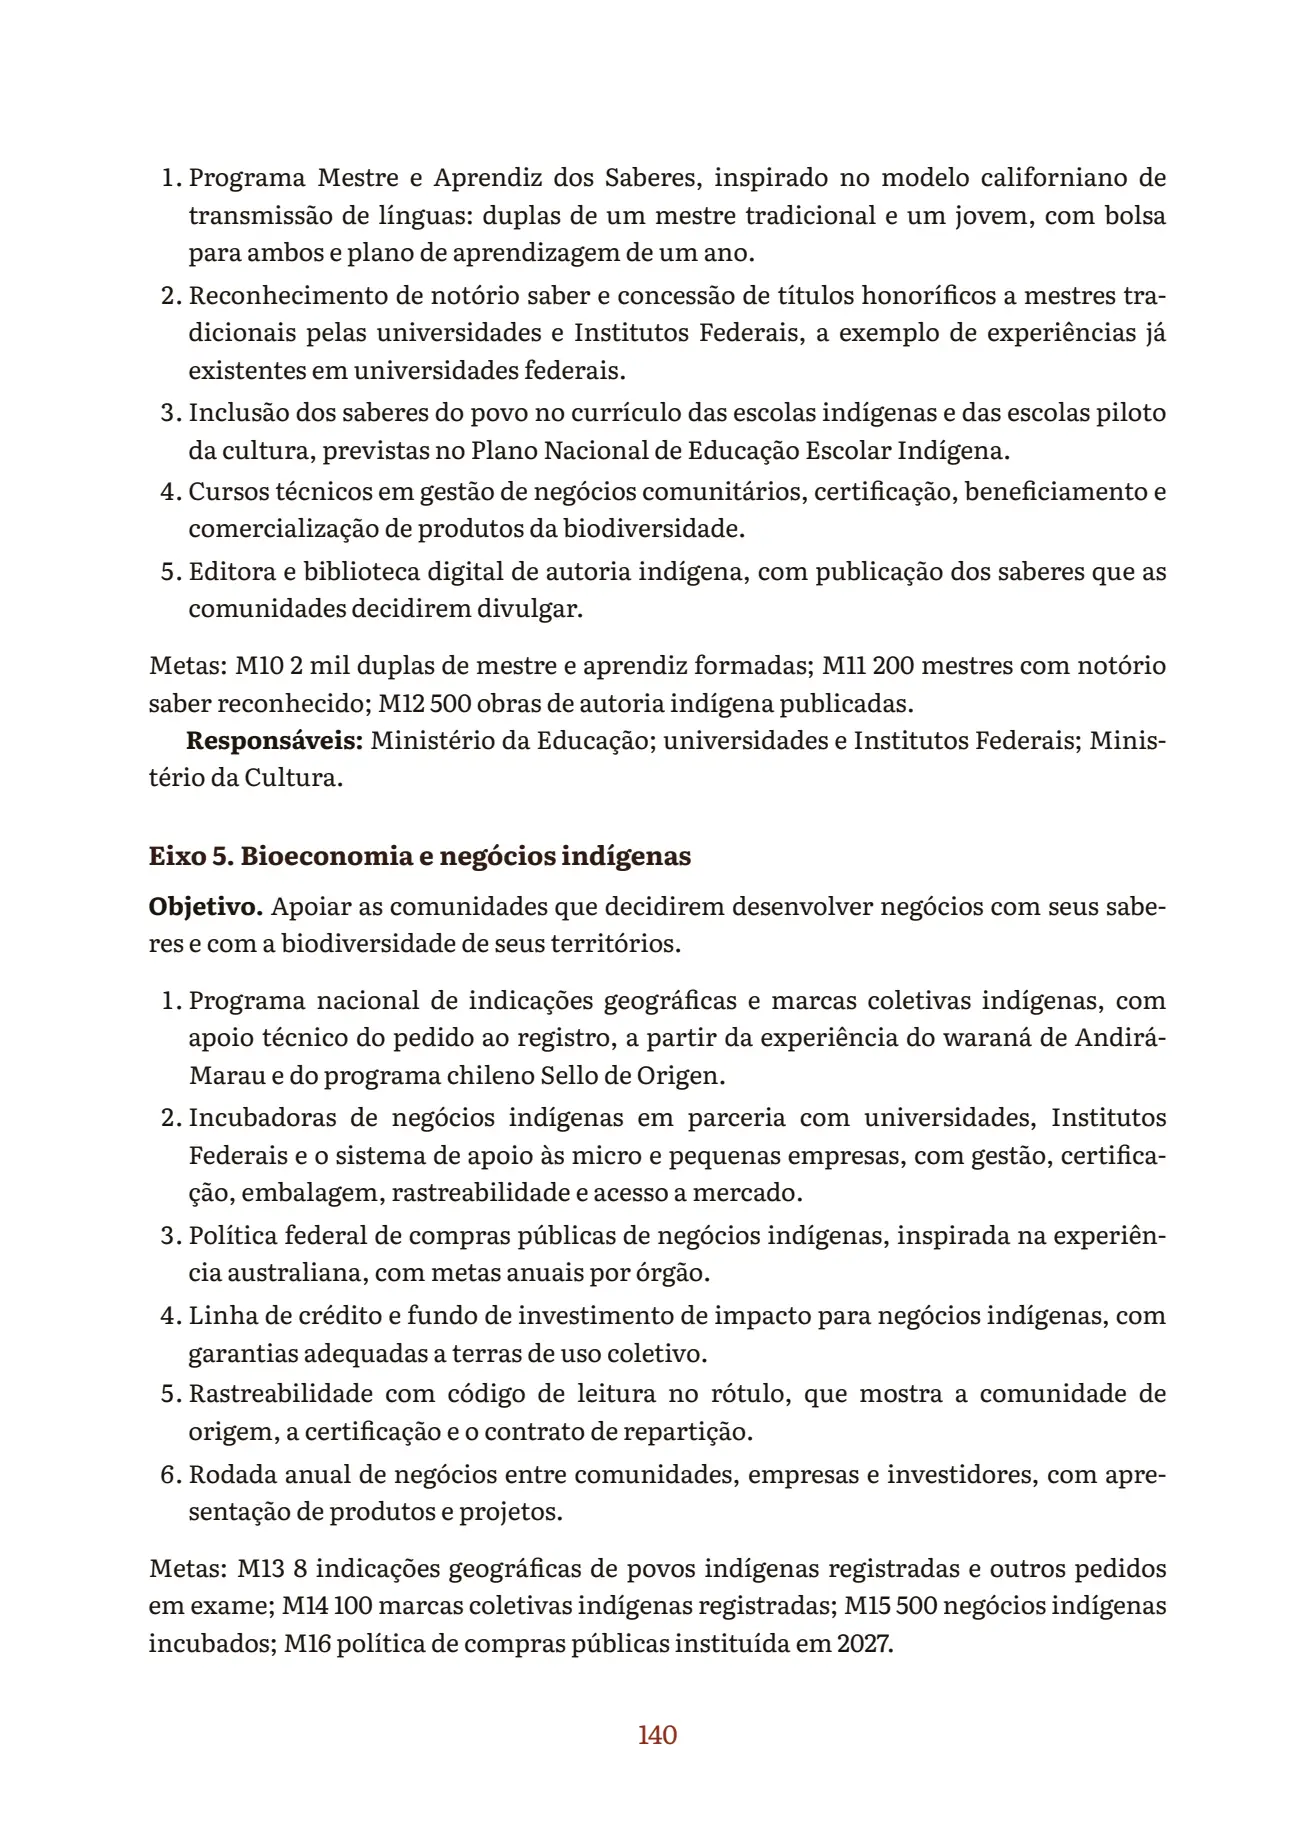 1. Programa Mestre e Aprendiz dos Saberes, inspirado no modelo californiano de
transmissão de línguas: duplas de um mestre tradicional e um jovem, com bolsa
para ambos e plano de aprendizagem de um ano.
2. Reconhecimento de notório saber e concessão de títulos honoríficos a mestres tra-
dicionais pelas universidades e Institutos Federais, a exemplo de experiências já
existentes em universidades federais.
3. Inclusão dos saberes do povo no currículo das escolas indígenas e das escolas piloto
da cultura, previstas no Plano Nacional de Educação Escolar Indígena.
4. Cursos técnicos em gestão de negócios comunitários, certificação, beneficiamento e
comercialização de produtos da biodiversidade.
5. Editora e biblioteca digital de autoria indígena, com publicação dos saberes que as
comunidades decidirem divulgar.
Metas: M10 2 mil duplas de mestre e aprendiz formadas; M11 200 mestres com notório
saber reconhecido; M12 500 obras de autoria indígena publicadas.
Responsáveis: Ministério da Educação; universidades e Institutos Federais; Minis-
tério da Cultura.
Eixo 5. Bioeconomia e negócios indígenas
Objetivo. Apoiar as comunidades que decidirem desenvolver negócios com seus sabe-
res e com a biodiversidade de seus territórios.
1. Programa nacional de indicações geográficas e marcas coletivas indígenas, com
apoio técnico do pedido ao registro, a partir da experiência do waraná de Andirá-
Marau e do programa chileno Sello de Origen.
2. Incubadoras de negócios indígenas em parceria com universidades, Institutos
Federais e o sistema de apoio às micro e pequenas empresas, com gestão, certifica-
ção, embalagem, rastreabilidade e acesso a mercado.
3. Política federal de compras públicas de negócios indígenas, inspirada na experiên-
cia australiana, com metas anuais por órgão.
4. Linha de crédito e fundo de investimento de impacto para negócios indígenas, com
garantias adequadas a terras de uso coletivo.
5. Rastreabilidade com código de leitura no rótulo, que mostra a comunidade de
origem, a certificação e o contrato de repartição.
6. Rodada anual de negócios entre comunidades, empresas e investidores, com apre-
sentação de produtos e projetos.
Metas: M13 8 indicações geográficas de povos indígenas registradas e outros pedidos
em exame; M14 100 marcas coletivas indígenas registradas; M15 500 negócios indígenas
incubados; M16 política de compras públicas instituída em 2027.
140